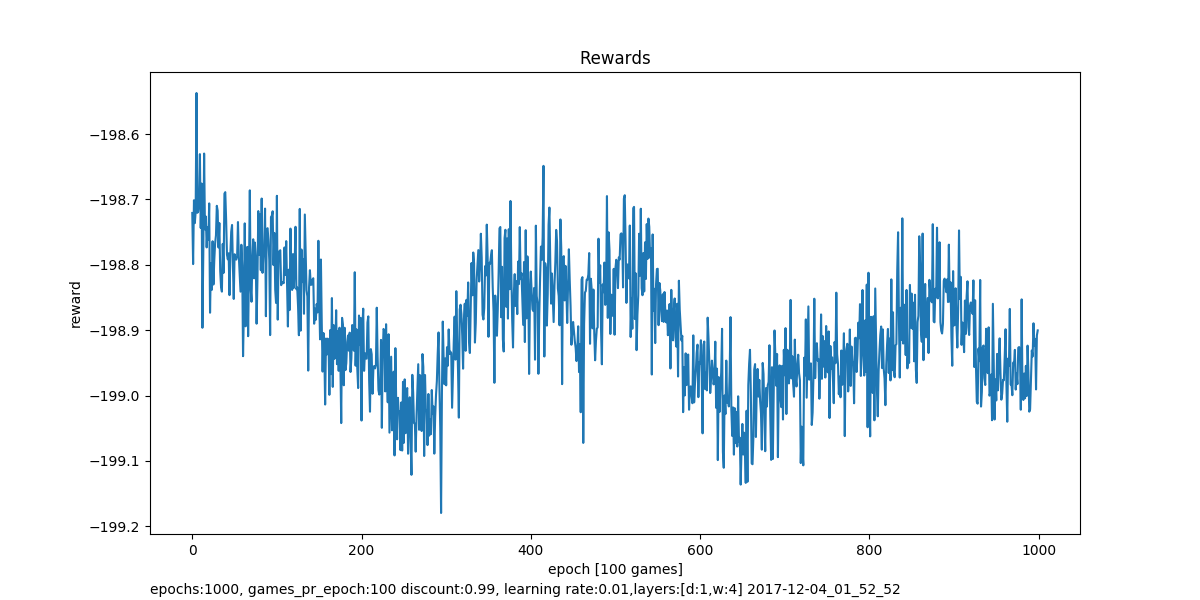 Rewards
reward
−198.6
−198.7
−198.8
−198.9
−199.0
−199.1
−199.2
0 200 400 600 800 1000
epoch [100 games]
epochs:1000, games_pr_epoch:100 discount:0.99, learning rate:0.01,layers:[d:1,w:4] 2017-12-04_01_52_52